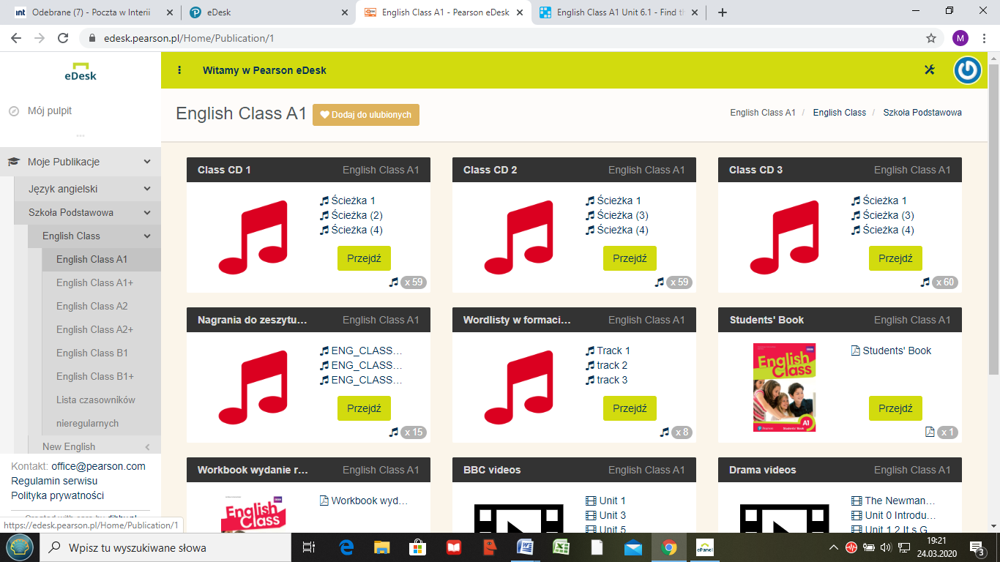 Odebrane (7) - Poczta w Interii
eDesk
English Class A1 - Pearson eDesk
English Class A1 Unit 6.1 - Find t
edesk.pearson.pl/Home/Publication/1
M
eDesk
Witamy w Pearson eDesk
Mój pulpit
...
Moje Publikacje
Język angielski
Szkoła Podstawowa
English Class
English Class A1
English Class A1+
English Class A2
English Class A2+
English Class B1
English Class B1+
Lista czasowników
nieregularnych
New English
Kontakt: office@pearson.com
Regulamin serwisu
Polityka prywatności
https://edesk.pearson.pl/Home/Publication/1
English Class A1
Dodaj do ulubionych
English Class A1 / English Class / Szkoła Podstawowa
Class CD 1 English Class A1
Ścieżka 1
Ścieżka (2)
Ścieżka (4)
Przejdź
x 59
Class CD 2 English Class A1
Ścieżka 1
Ścieżka (3)
Ścieżka (4)
Przejdź
x 59
Class CD 3 English Class A1
Ścieżka 1
Ścieżka (3)
Ścieżka (4)
Przejdź
x 60
Nagrania do zeszytu... English Class A1
ENG_CLASS...
ENG_CLASS...
ENG_CLASS...
Przejdź
x 15
Wordlisty w formaci... English Class A1
Track 1
track 2
track 3
Przejdź
x 8
Students' Book English Class A1
English
Class
A1
Students' Book
Przejdź
x 1
Workbook wydanie r... English Class A1
English
Class
Workbook wyd...
BBC videos English Class A1
Unit 1
Unit 3
Unit 5
Drama videos English Class A1
The Newman...
Unit 0 Introdu...
Unit 1 2 It s G...
Wpisz tu wyszukiwane słowa
ePanel
19:21
24.03.2020
3